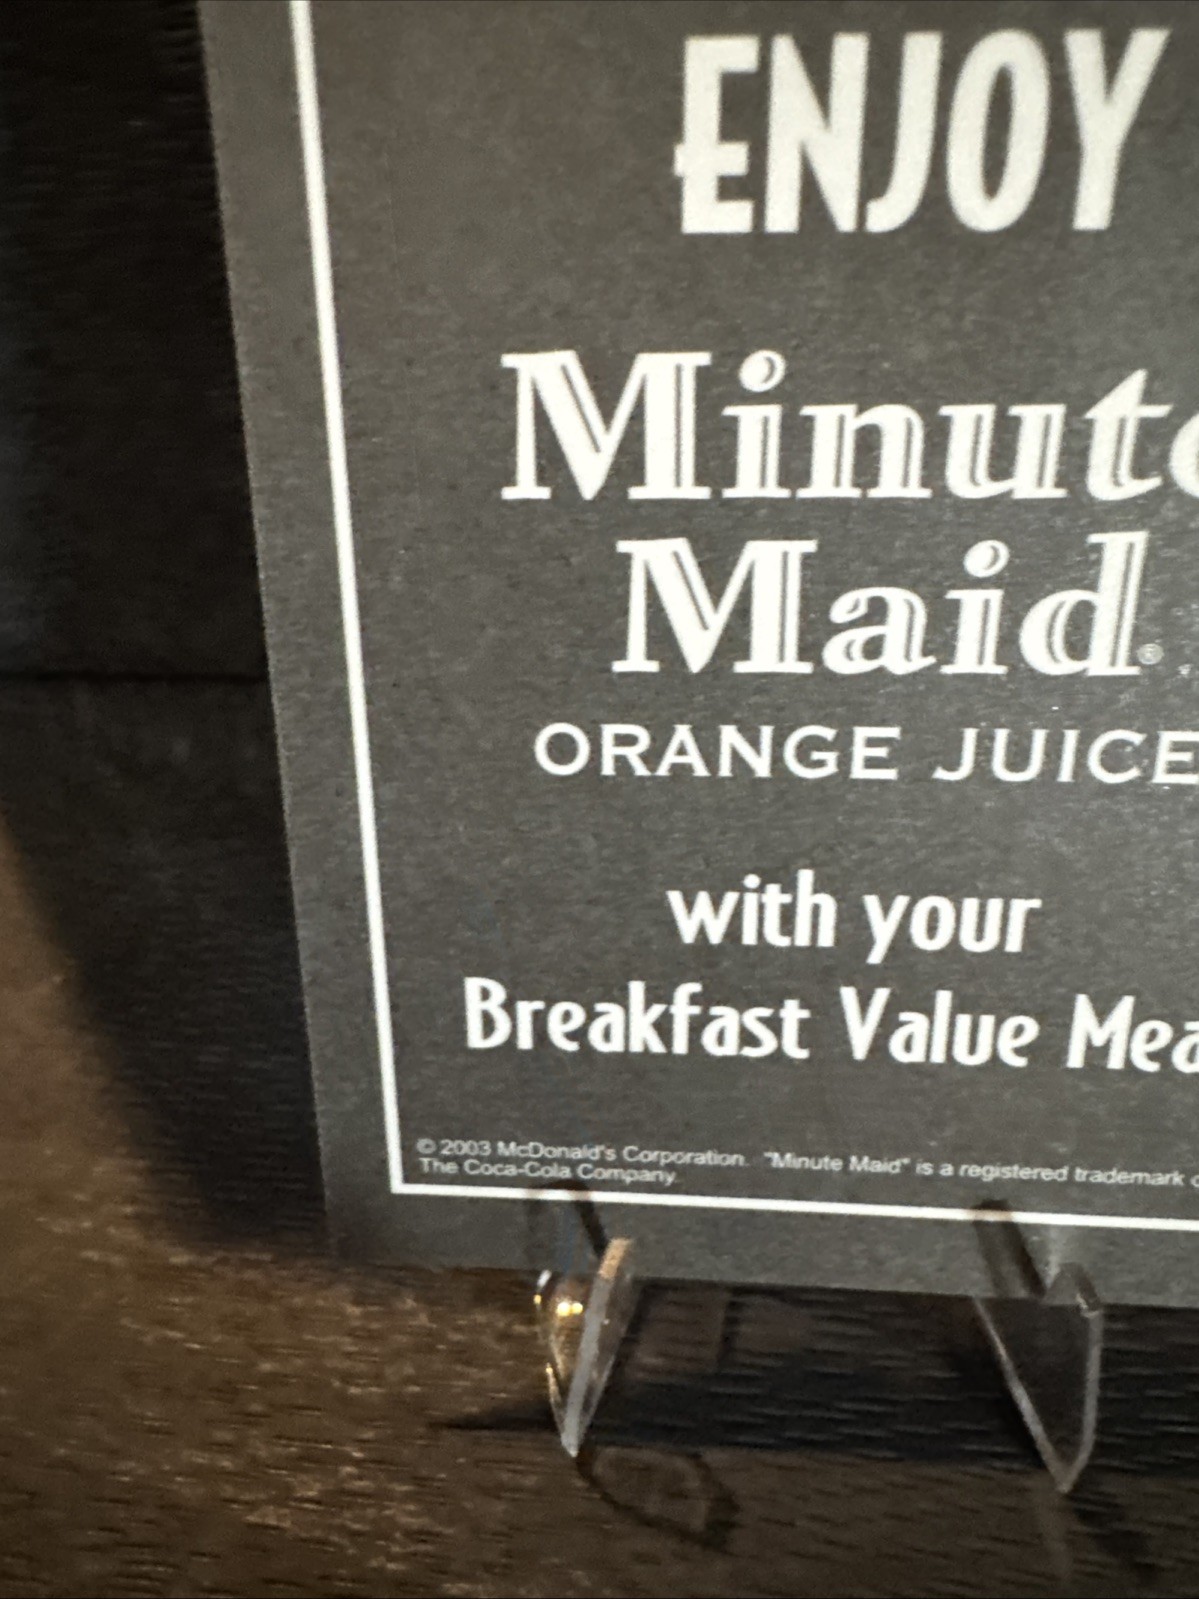 ENJOY
Minute
Maid®
ORANGE JUICE
with your
Breakfast Value Mea
© 2003 McDonald's Corporation. "Minute Maid" is a registered trademark o
The Coca-Cola Company.